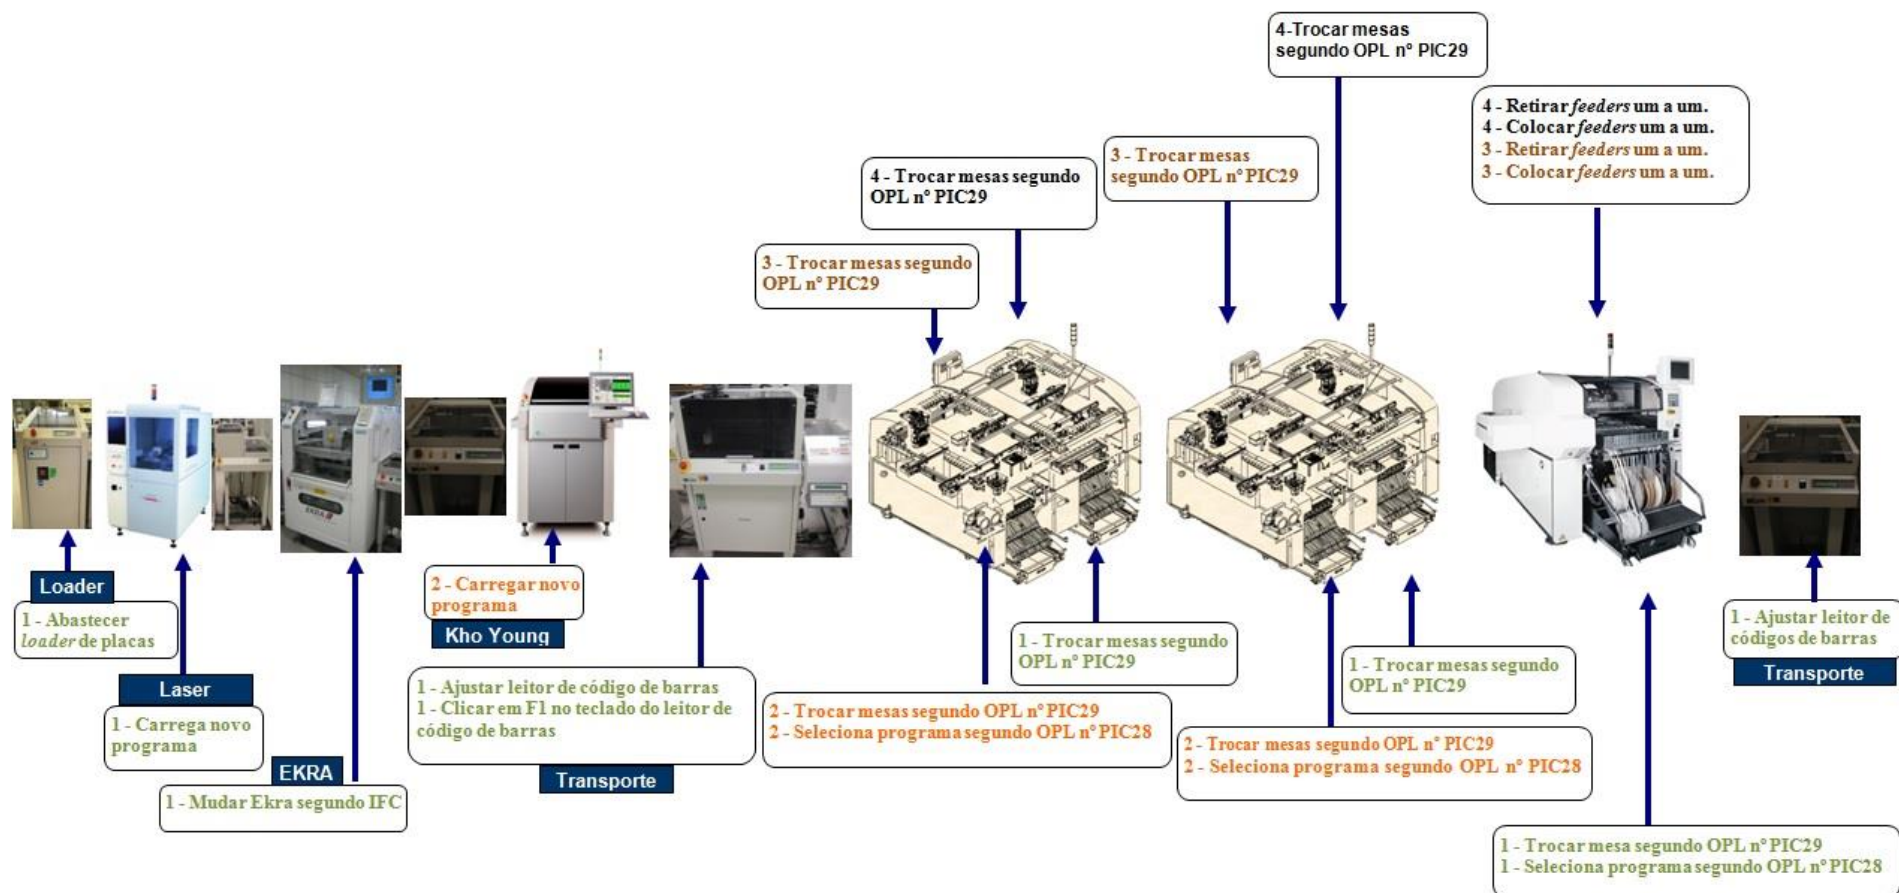 4-Trocar mesas
segundo OPL nº PIC29
4 - Retirar feeders um a um.
4 - Colocar feeders um a um.
3 - Retirar feeders um a um.
3 - Colocar feeders um a um.
3 - Trocar mesas
segundo OPL nº PIC29
4 - Trocar mesas segundo
OPL nº PIC29
3 - Trocar mesas segundo
OPL nº PIC29
EKRA
Loader
1 - Abastecer
loader de placas
Laser
1 - Carrega novo
programa
EKRA
1 - Mudar Ekra segundo IFC
2 - Carregar novo
programa
Kho Young
1 - Ajustar leitor de código de barras
1 - Clicar em F1 no teclado do leitor de
código de barras
Transporte
2 - Trocar mesas segundo OPL nº PIC29
2 - Seleciona programa segundo OPL nº PIC28
1 - Trocar mesas segundo
OPL nº PIC29
2 - Trocar mesas segundo OPL nº PIC29
2 - Seleciona programa segundo OPL nº PIC28
1 - Trocar mesas segundo
OPL nº PIC29
1 - Trocar mesa segundo OPL nº PIC29
1 - Seleciona programa segundo OPL nº PIC28
1 - Ajustar leitor de
códigos de barras
Transporte